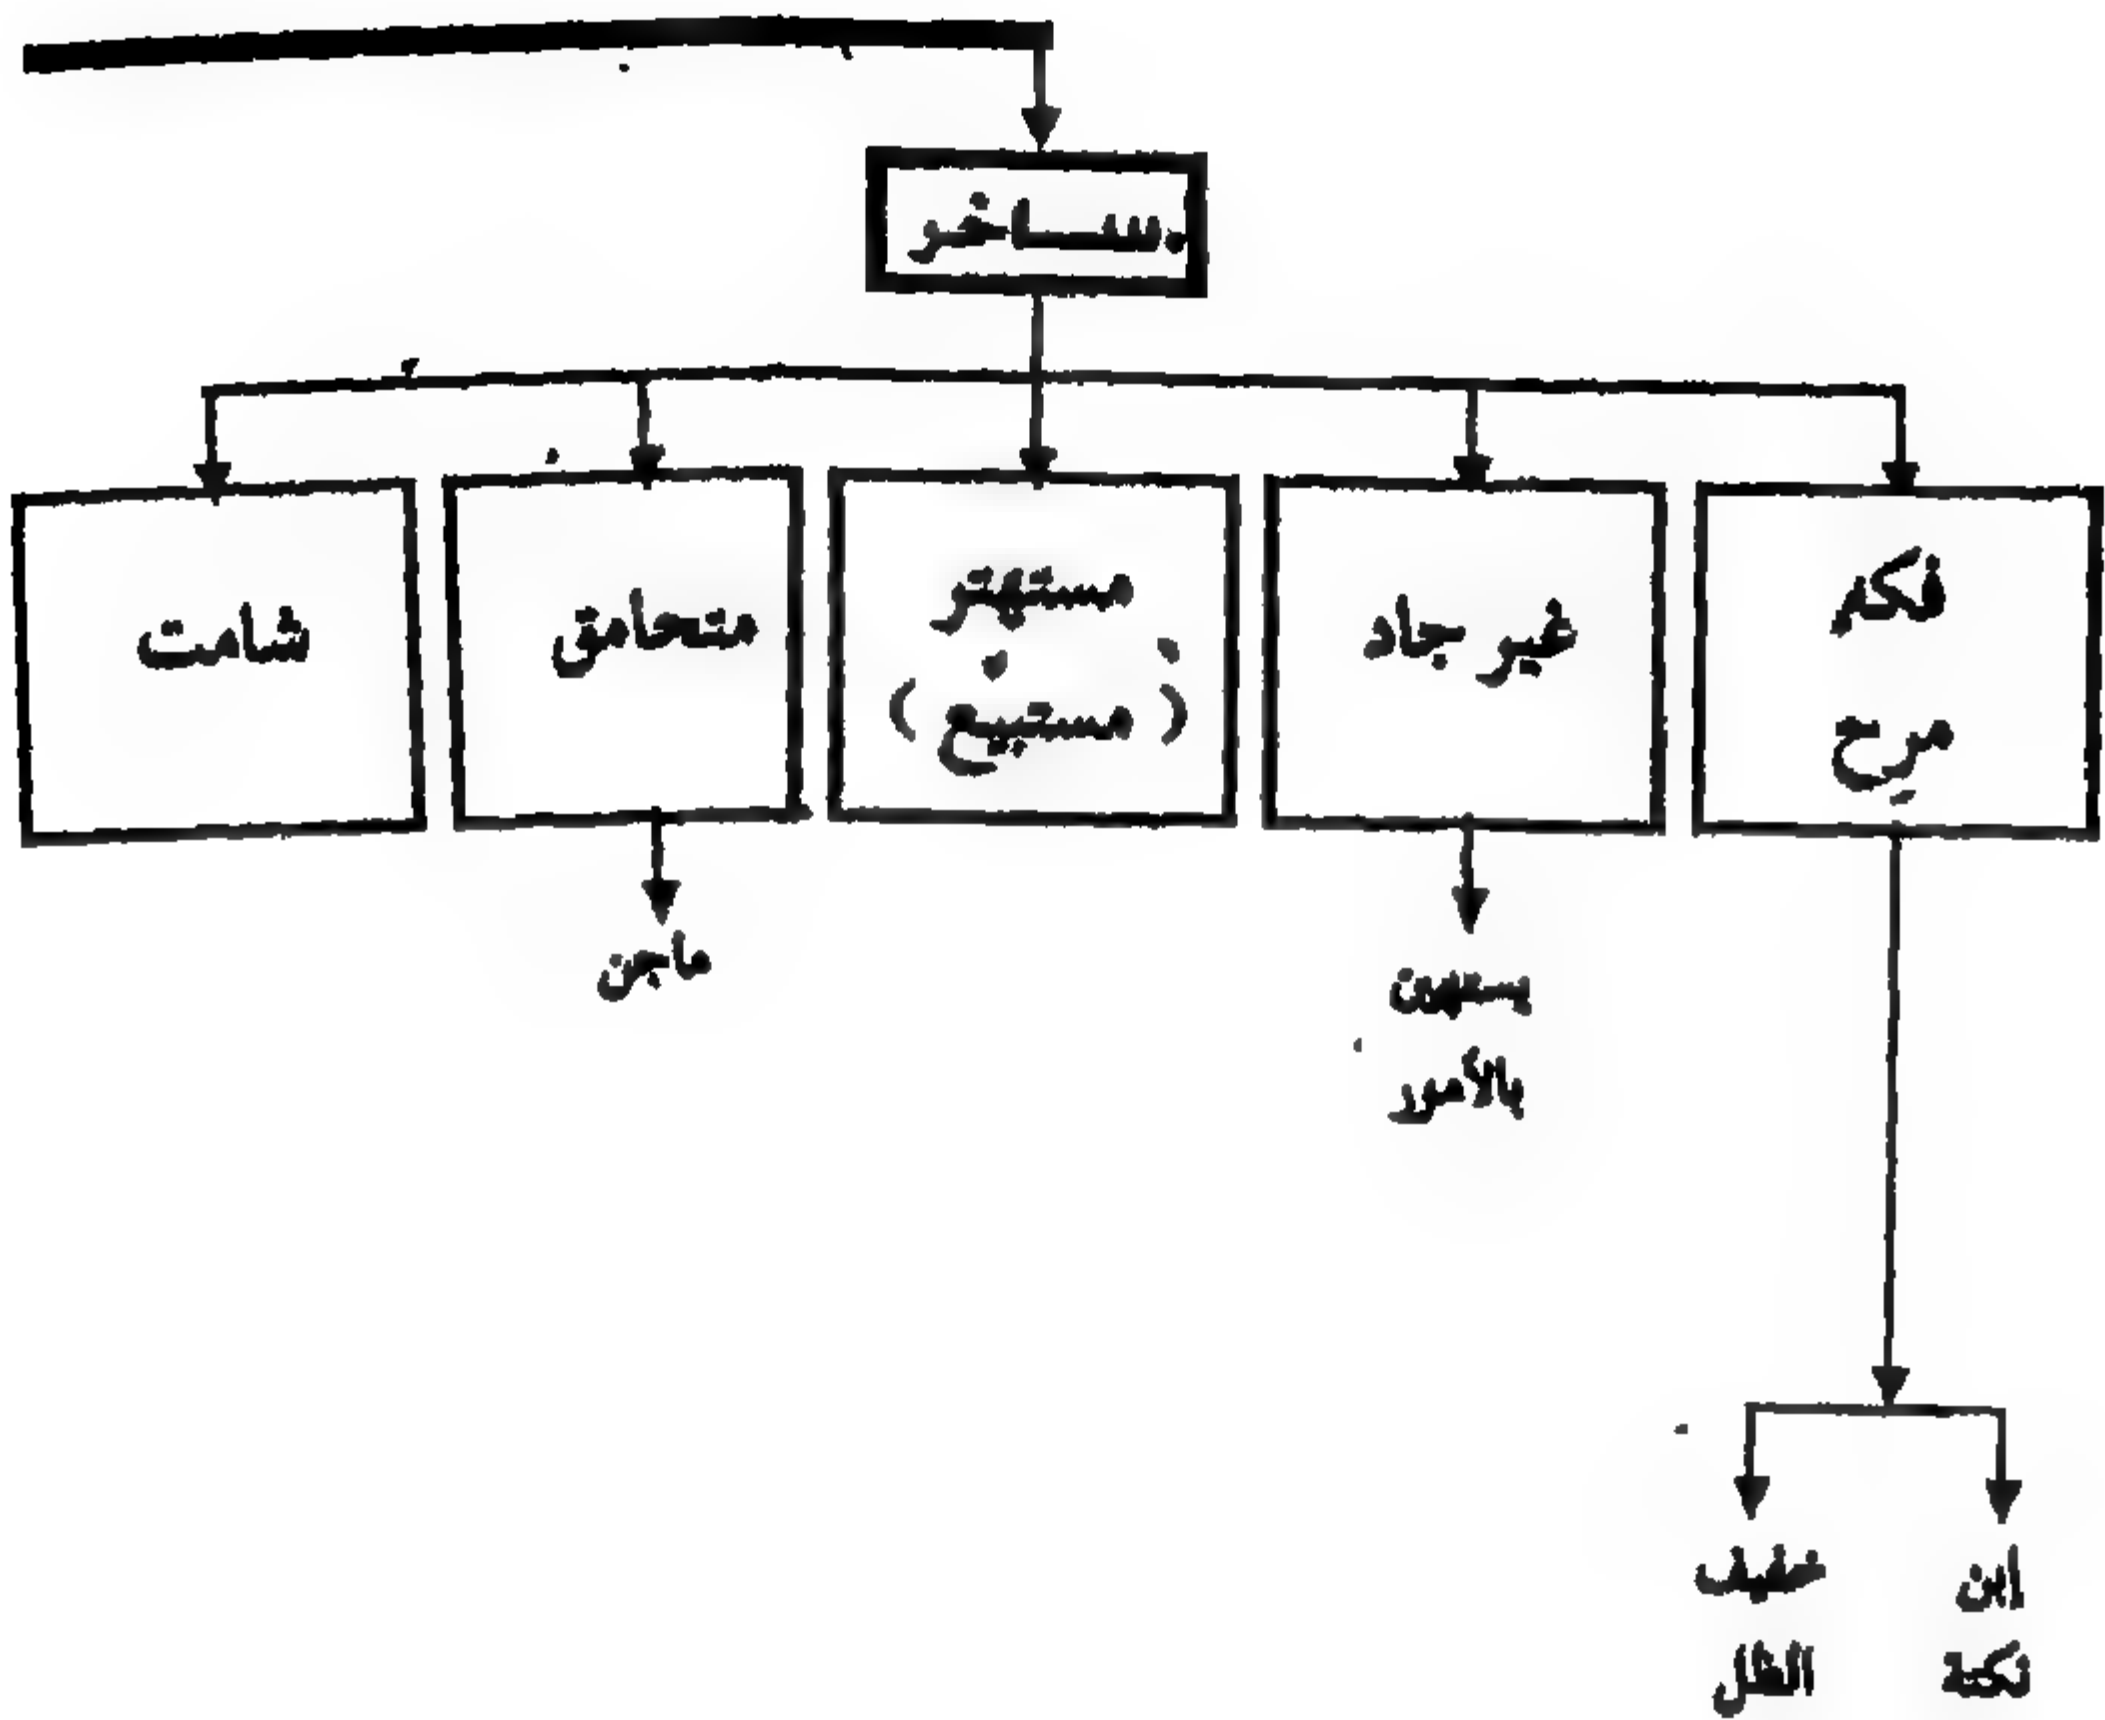 ساخر
فكه
مرح
غير جاد
مستهتر
( مستبيح )
متحامق
شامت
يستهين
بالأمور
ماجن
ابن
نكتة
خفيف
الظل